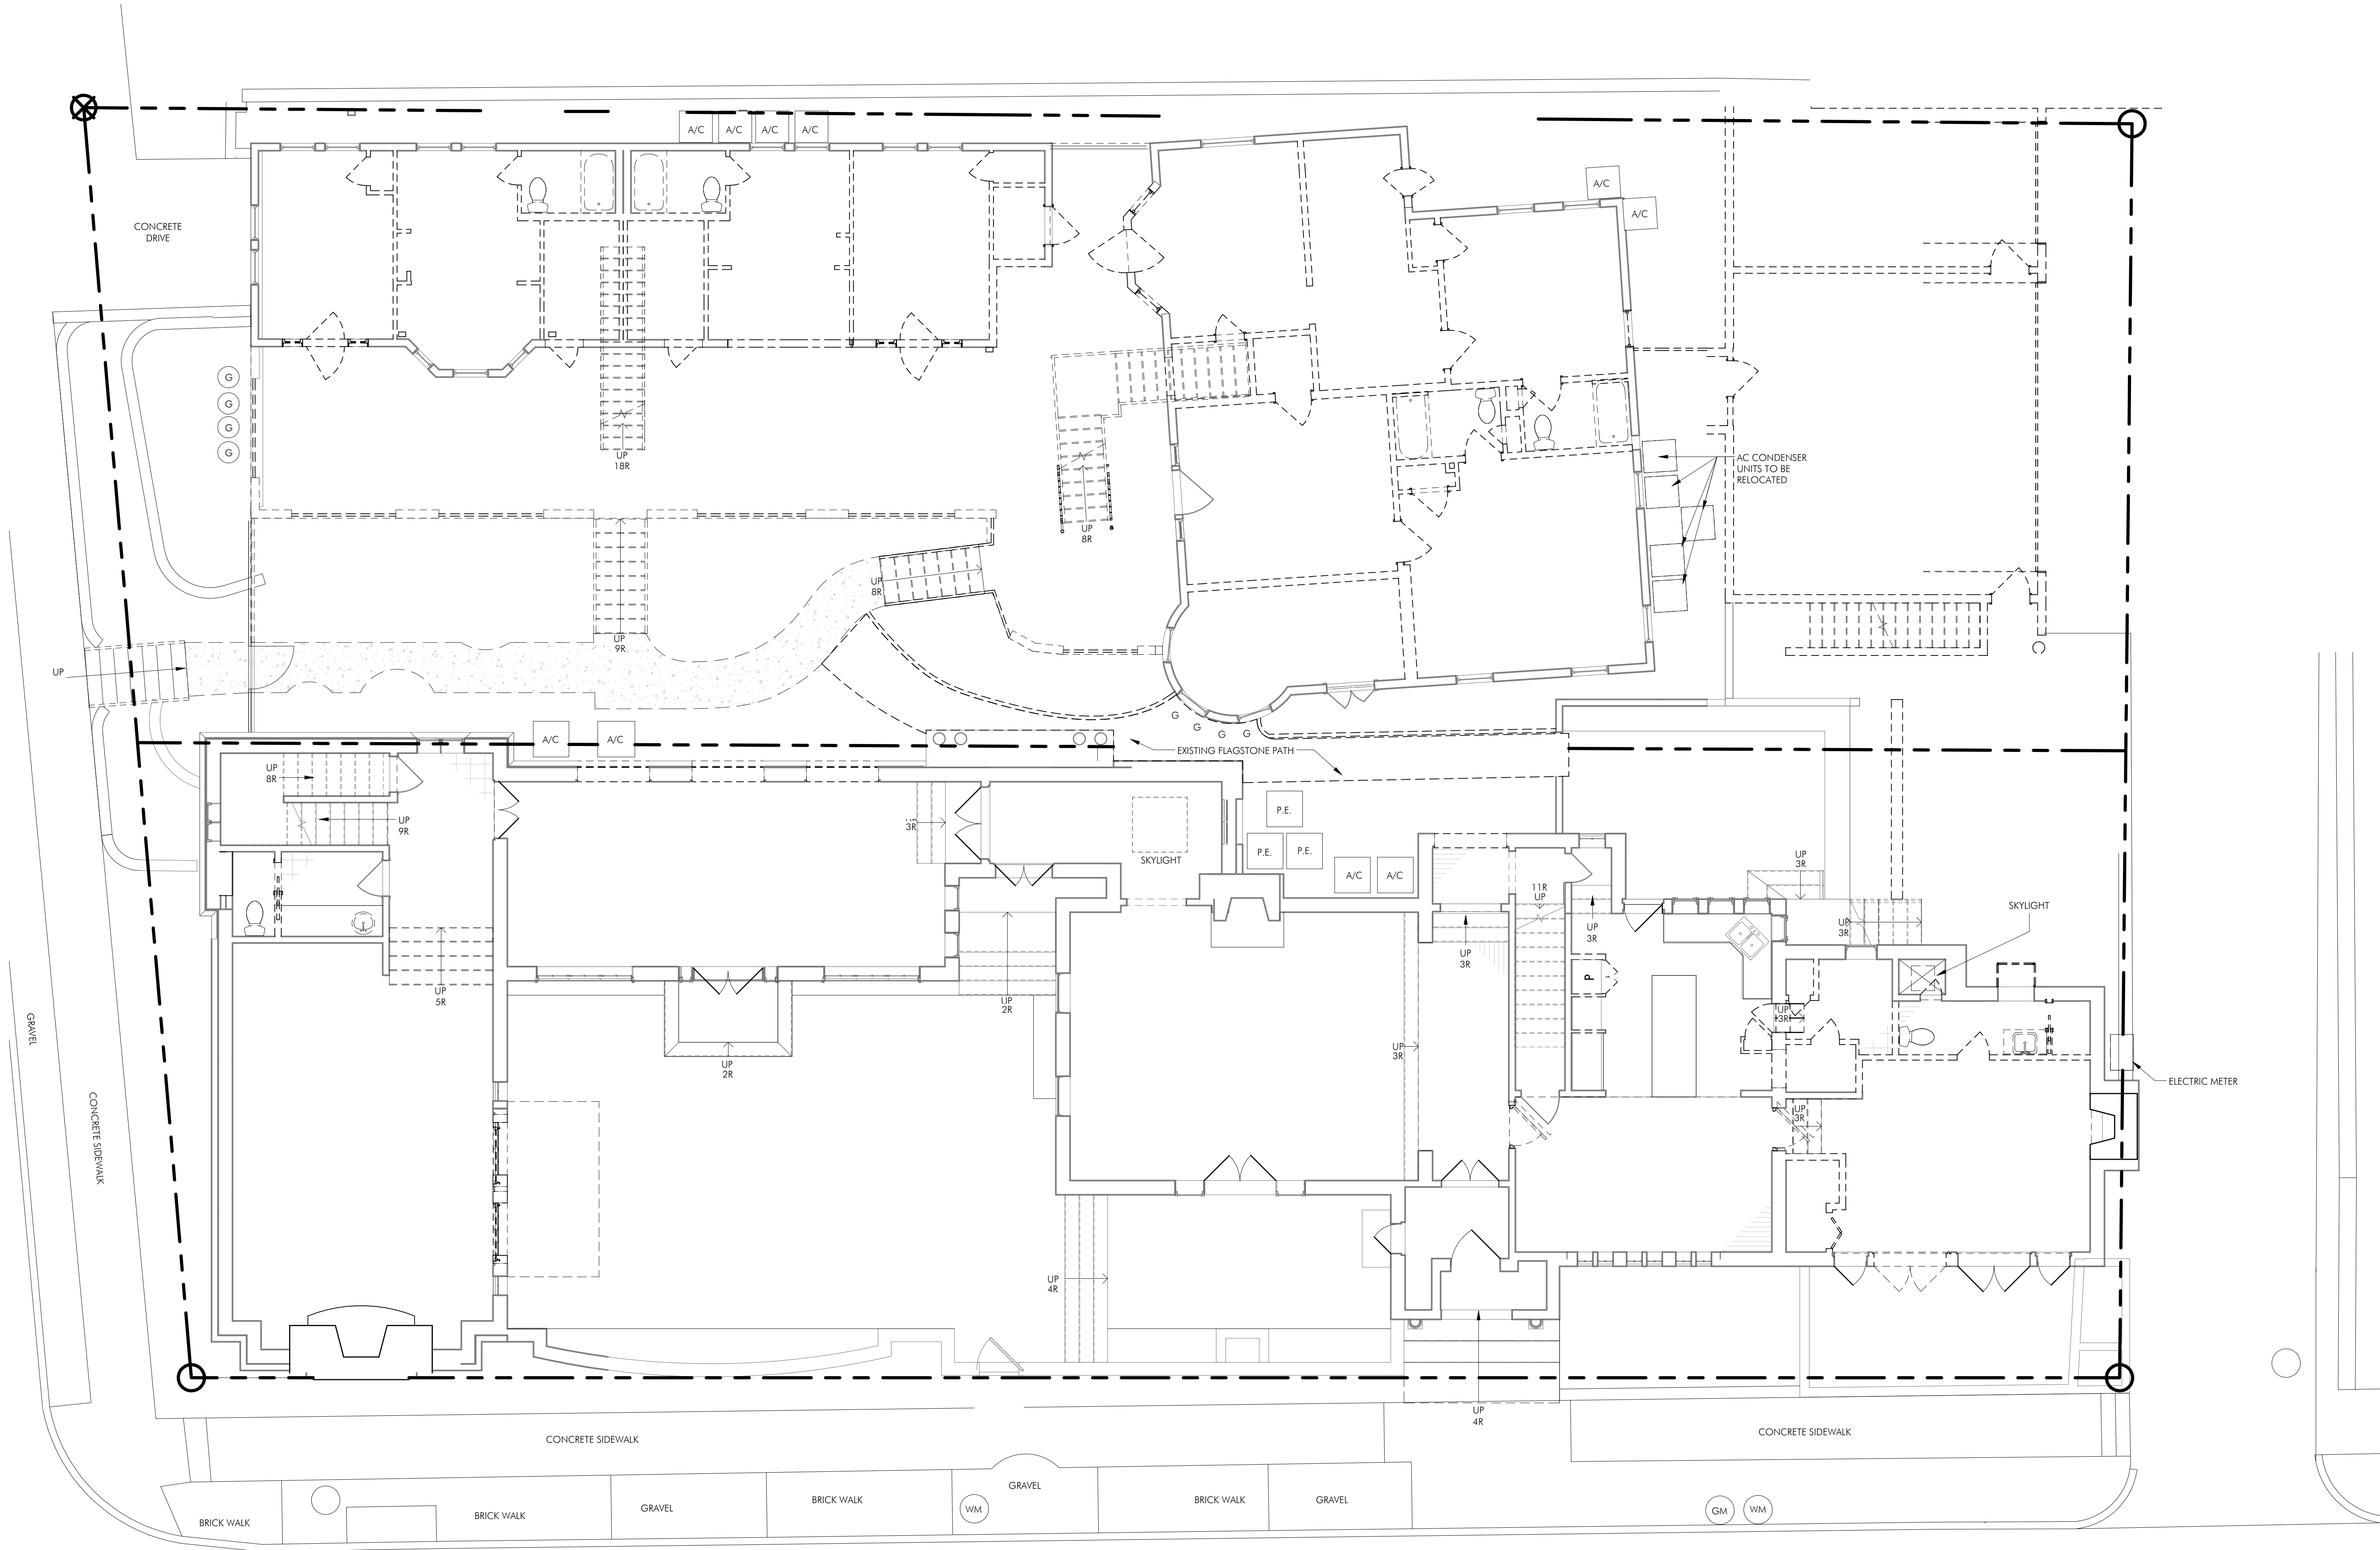 A/C
A/C
A/C
A/C
A/C
A/C
CONCRETE
DRIVE
G
G
G
G
UP
18R
AC CONDENSER
UNITS TO BE
RELOCATED
UP
8R
UP
8R
UP
9R
UP
G
G
G
G
A/C
A/C
EXISTING FLAGSTONE PATH
UP
8R
UP
9R
3R
SKYLIGHT
P.E.
P.E.
P.E.
A/C
A/C
UP
3R
11R
UP
SKYLIGHT
UP
3R
UP
3R
UP
3R
P
UP
5R
UP
2R
UP
3R
GRAVEL
UP
3R
UP
2R
ELECTRIC METER
UP
3R
CONCRETE SIDEWALK
UP
4R
UP
4R
CONCRETE SIDEWALK
CONCRETE SIDEWALK
GRAVEL
BRICK WALK
BRICK WALK
GRAVEL
GRAVEL
WM
GM
WM
BRICK WALK
BRICK WALK